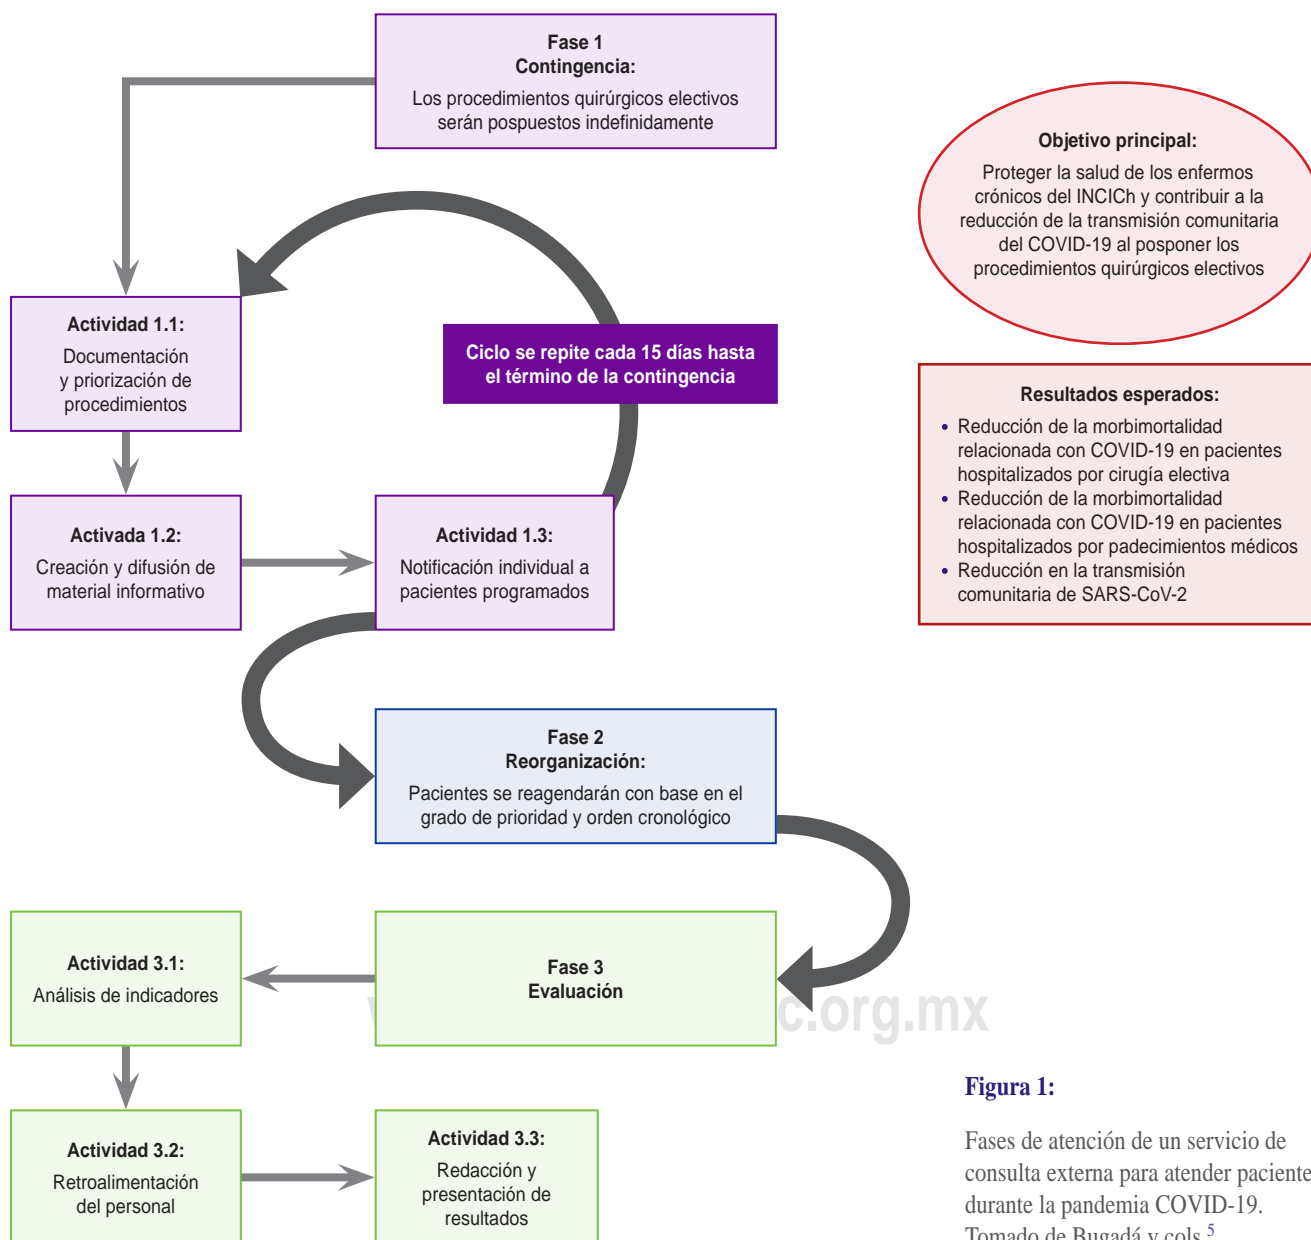 Fase 1
Contingencia:
Los procedimientos quirúrgicos electivos
serán pospuestos indefinidamente
Objetivo principal:
Proteger la salud de los enfermos
crónicos del INCICh y contribuir a la
reducción de la transmisión comunitaria
del COVID-19 al posponer los
procedimientos quirúrgicos electivos
Actividad 1.1:
Documentación
y priorización de
procedimientos
Ciclo se repite cada 15 días hasta
el término de la contingencia
Resultados esperados:
• Reducción de la morbimortalidad
relacionada con COVID-19 en pacientes
hospitalizados por cirugía electiva
• Reducción de la morbimortalidad
relacionada con COVID-19 en pacientes
hospitalizados por padecimientos médicos
• Reducción en la transmisión
comunitaria de SARS-CoV-2
Activada 1.2:
Creación y difusión de
material informativo
Actividad 1.3:
Notificación individual a
pacientes programados
Fase 2
Reorganización:
Pacientes se reagendarán con base en el
grado de prioridad y orden cronológico
Actividad 3.1:
Análisis de indicadores
Fase 3
Evaluación
c.org.mx
Actividad 3.2:
Retroalimentación
del personal
Actividad 3.3:
Redacción y
presentación de
resultados
Figura 1:
Fases de atención de un servicio de
consulta externa para atender paciente
durante la pandemia COVID-19.
Tomado de Bugadá y cols.5